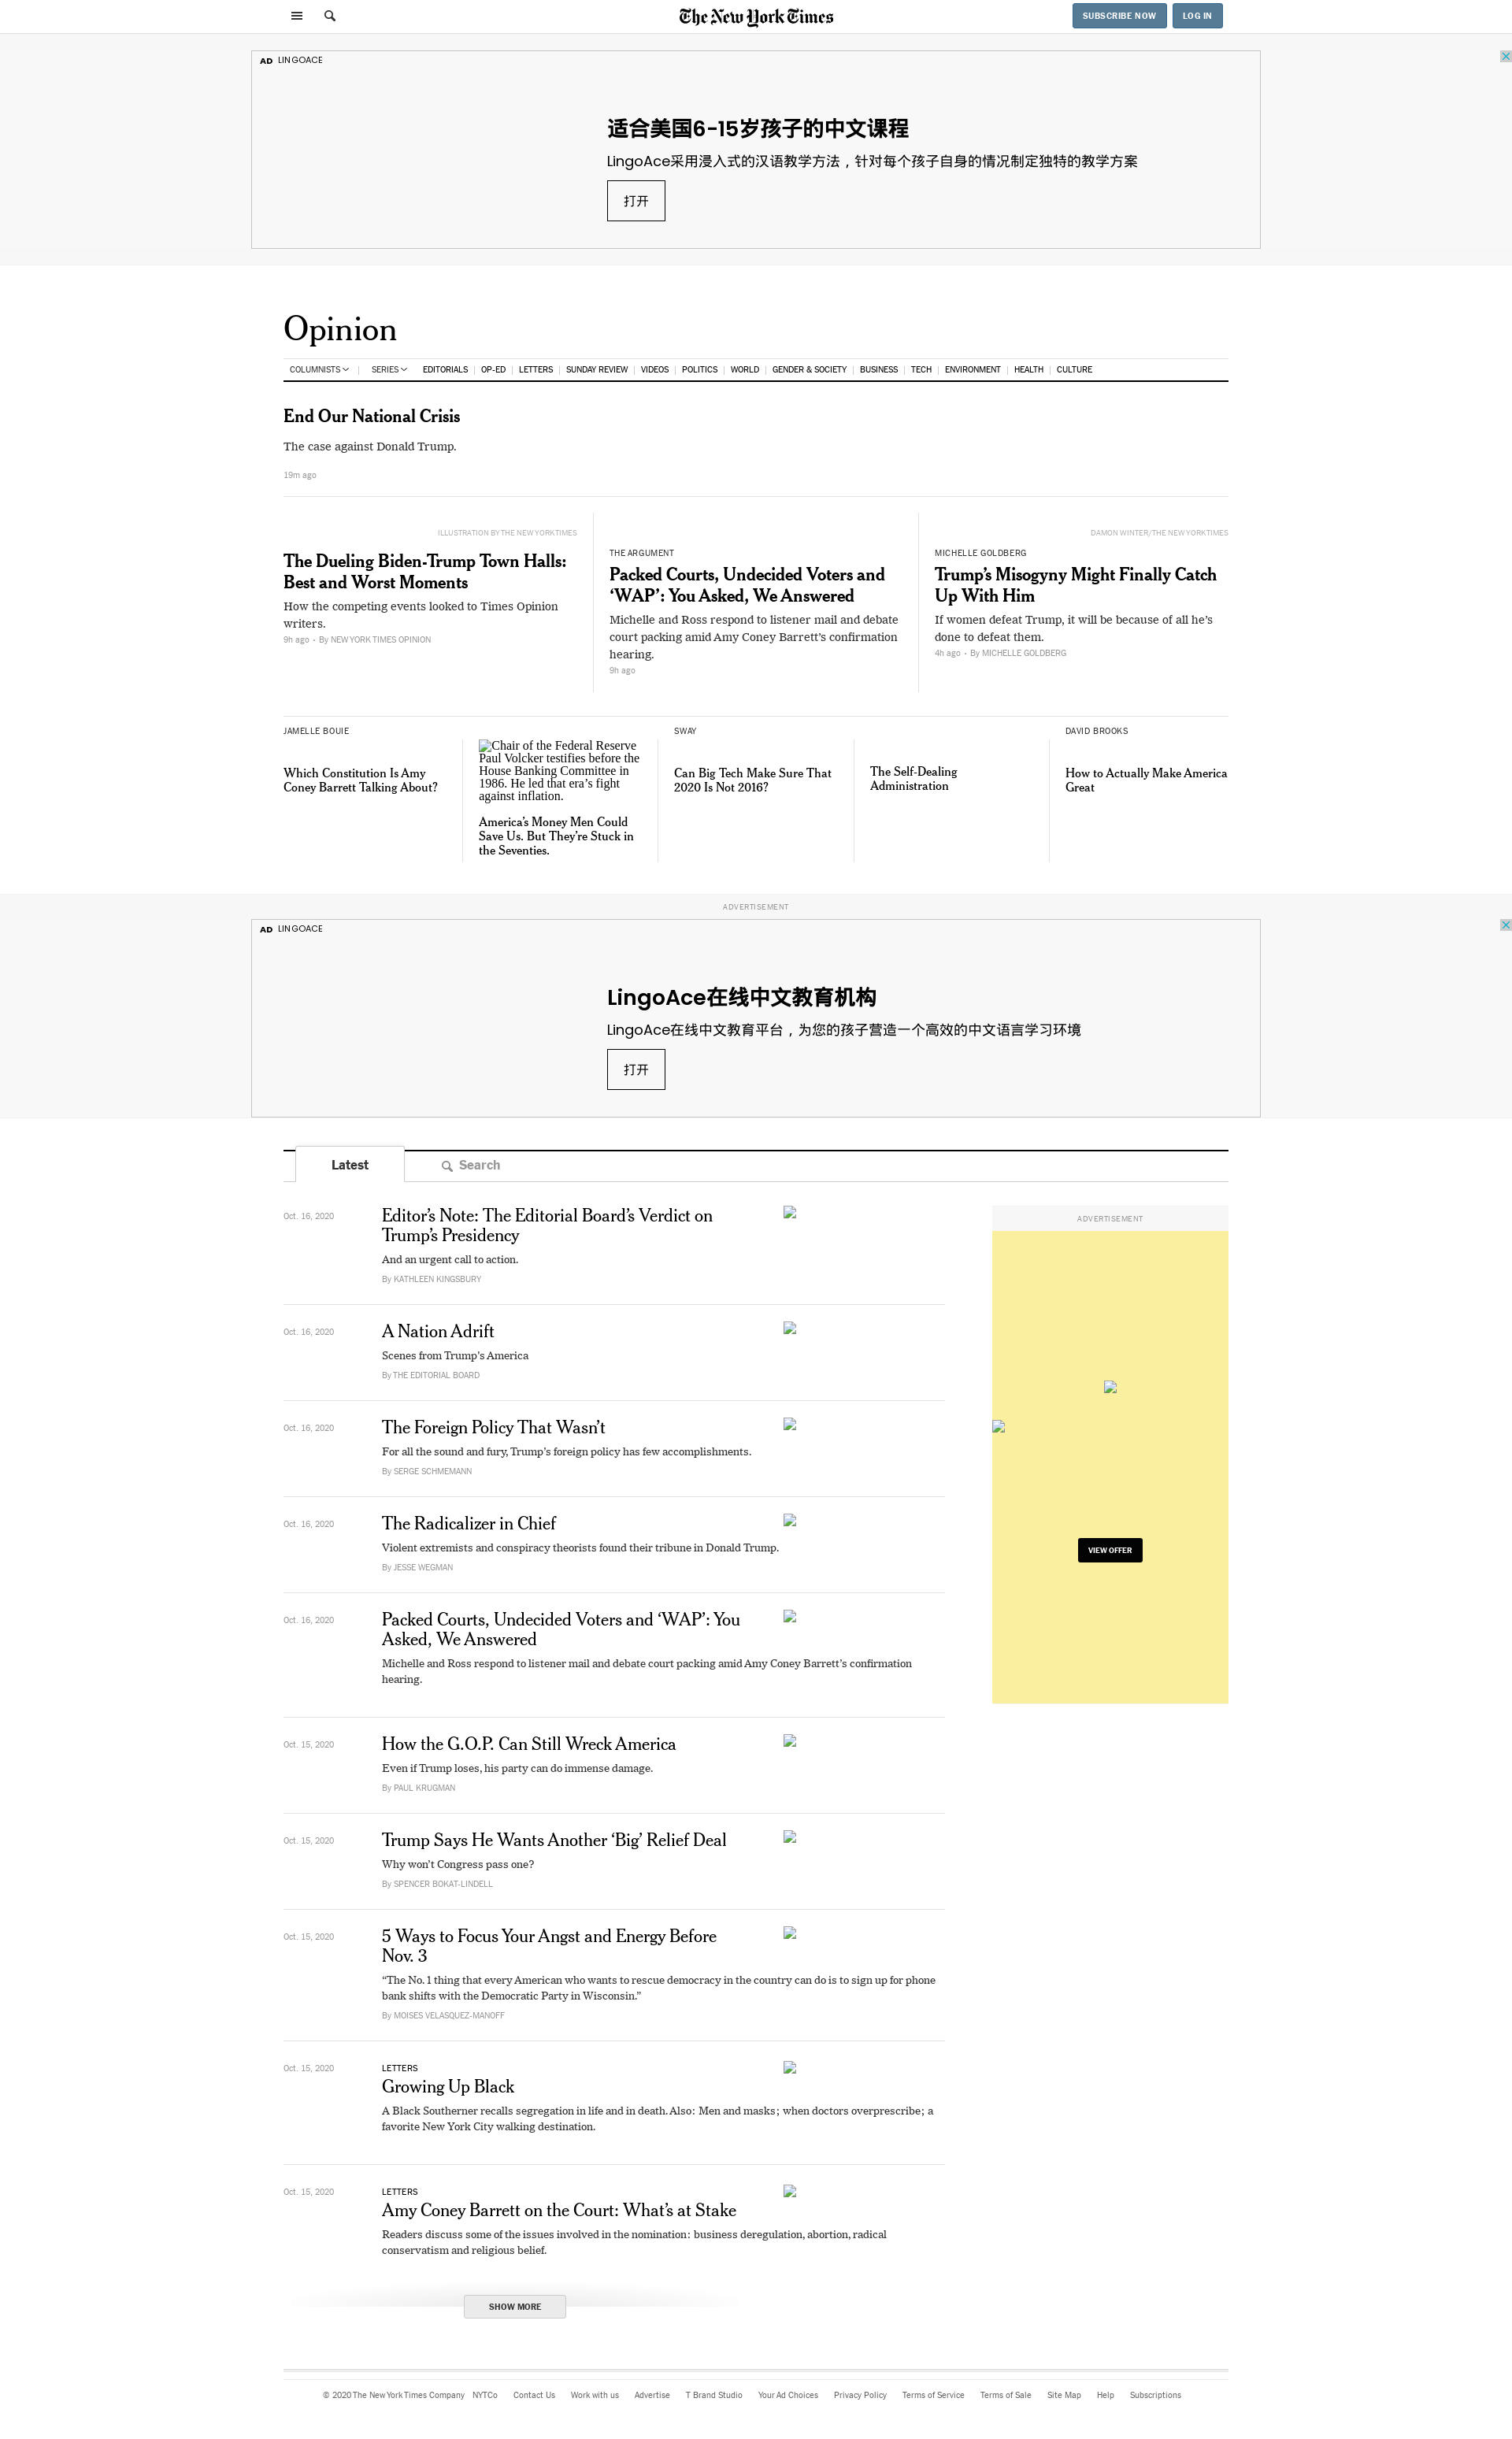 The New York Times
SUBSCRIBE NOW
LOG IN
AD LINGOACE
适合美国6-15岁孩子的中文课程
LingoAce采用浸入式的汉语教学方法，针对每个孩子自身的情况制定独特的教学方案
打开
Opinion
COLUMNISTS
SERIES
EDITORIALS
OP-ED
LETTERS
SUNDAY REVIEW
VIDEOS
POLITICS
WORLD
GENDER & SOCIETY
BUSINESS
TECH
ENVIRONMENT
HEALTH
CULTURE
End Our National Crisis
The case against Donald Trump.
19m ago
ILLUSTRATION BY THE NEW YORK TIMES
The Dueling Biden-Trump Town Halls:
Best and Worst Moments
How the competing events looked to Times Opinion
writers.
9h ago • By NEW YORK TIMES OPINION
THE ARGUMENT
Packed Courts, Undecided Voters and
‘WAP’: You Asked, We Answered
Michelle and Ross respond to listener mail and debate
court packing amid Amy Coney Barrett’s confirmation
hearing.
9h ago
DAMON WINTER/THE NEW YORK TIMES
MICHELLE GOLDBERG
Trump’s Misogyny Might Finally Catch
Up With Him
If women defeat Trump, it will be because of all he’s
done to defeat them.
4h ago • By MICHELLE GOLDBERG
JAMELLE BOUIE
Which Constitution Is Amy
Coney Barrett Talking About?
Chair of the Federal Reserve
Paul Volcker testifies before the
House Banking Committee in
1986. He led that era’s fight
against inflation.
America’s Money Men Could
Save Us. But They’re Stuck in
the Seventies.
SWAY
Can Big Tech Make Sure That
2020 Is Not 2016?
The Self-Dealing
Administration
DAVID BROOKS
How to Actually Make America
Great
ADVERTISEMENT
AD LINGOACE
LingoAce在线中文教育机构
LingoAce在线中文教育平台，为您的孩子营造一个高效的中文语言学习环境
打开
Latest
Search
Oct. 16, 2020
Editor’s Note: The Editorial Board’s Verdict on
Trump’s Presidency
And an urgent call to action.
By KATHLEEN KINGSBURY
ADVERTISEMENT
VIEW OFFER
Oct. 16, 2020
A Nation Adrift
Scenes from Trump’s America
By THE EDITORIAL BOARD
Oct. 16, 2020
The Foreign Policy That Wasn’t
For all the sound and fury, Trump’s foreign policy has few accomplishments.
By SERGE SCHMEMANN
Oct. 16, 2020
The Radicalizer in Chief
Violent extremists and conspiracy theorists found their tribune in Donald Trump.
By JESSE WEGMAN
Oct. 16, 2020
Packed Courts, Undecided Voters and ‘WAP’: You
Asked, We Answered
Michelle and Ross respond to listener mail and debate court packing amid Amy Coney Barrett’s confirmation
hearing.
Oct. 15, 2020
How the G.O.P. Can Still Wreck America
Even if Trump loses, his party can do immense damage.
By PAUL KRUGMAN
Oct. 15, 2020
Trump Says He Wants Another ‘Big’ Relief Deal
Why won’t Congress pass one?
By SPENCER BOKAT-LINDELL
Oct. 15, 2020
5 Ways to Focus Your Angst and Energy Before
Nov. 3
“The No. 1 thing that every American who wants to rescue democracy in the country can do is to sign up for phone
bank shifts with the Democratic Party in Wisconsin.”
By MOISES VELASQUEZ-MANOFF
Oct. 15, 2020
LETTERS
Growing Up Black
A Black Southerner recalls segregation in life and in death. Also: Men and masks; when doctors overprescribe; a
favorite New York City walking destination.
Oct. 15, 2020
LETTERS
Amy Coney Barrett on the Court: What’s at Stake
Readers discuss some of the issues involved in the nomination: business deregulation, abortion, radical
conservatism and religious belief.
SHOW MORE
© 2020 The New York Times Company
NYTCo
Contact Us
Work with us
Advertise
T Brand Studio
Your Ad Choices
Privacy Policy
Terms of Service
Terms of Sale
Site Map
Help
Subscriptions